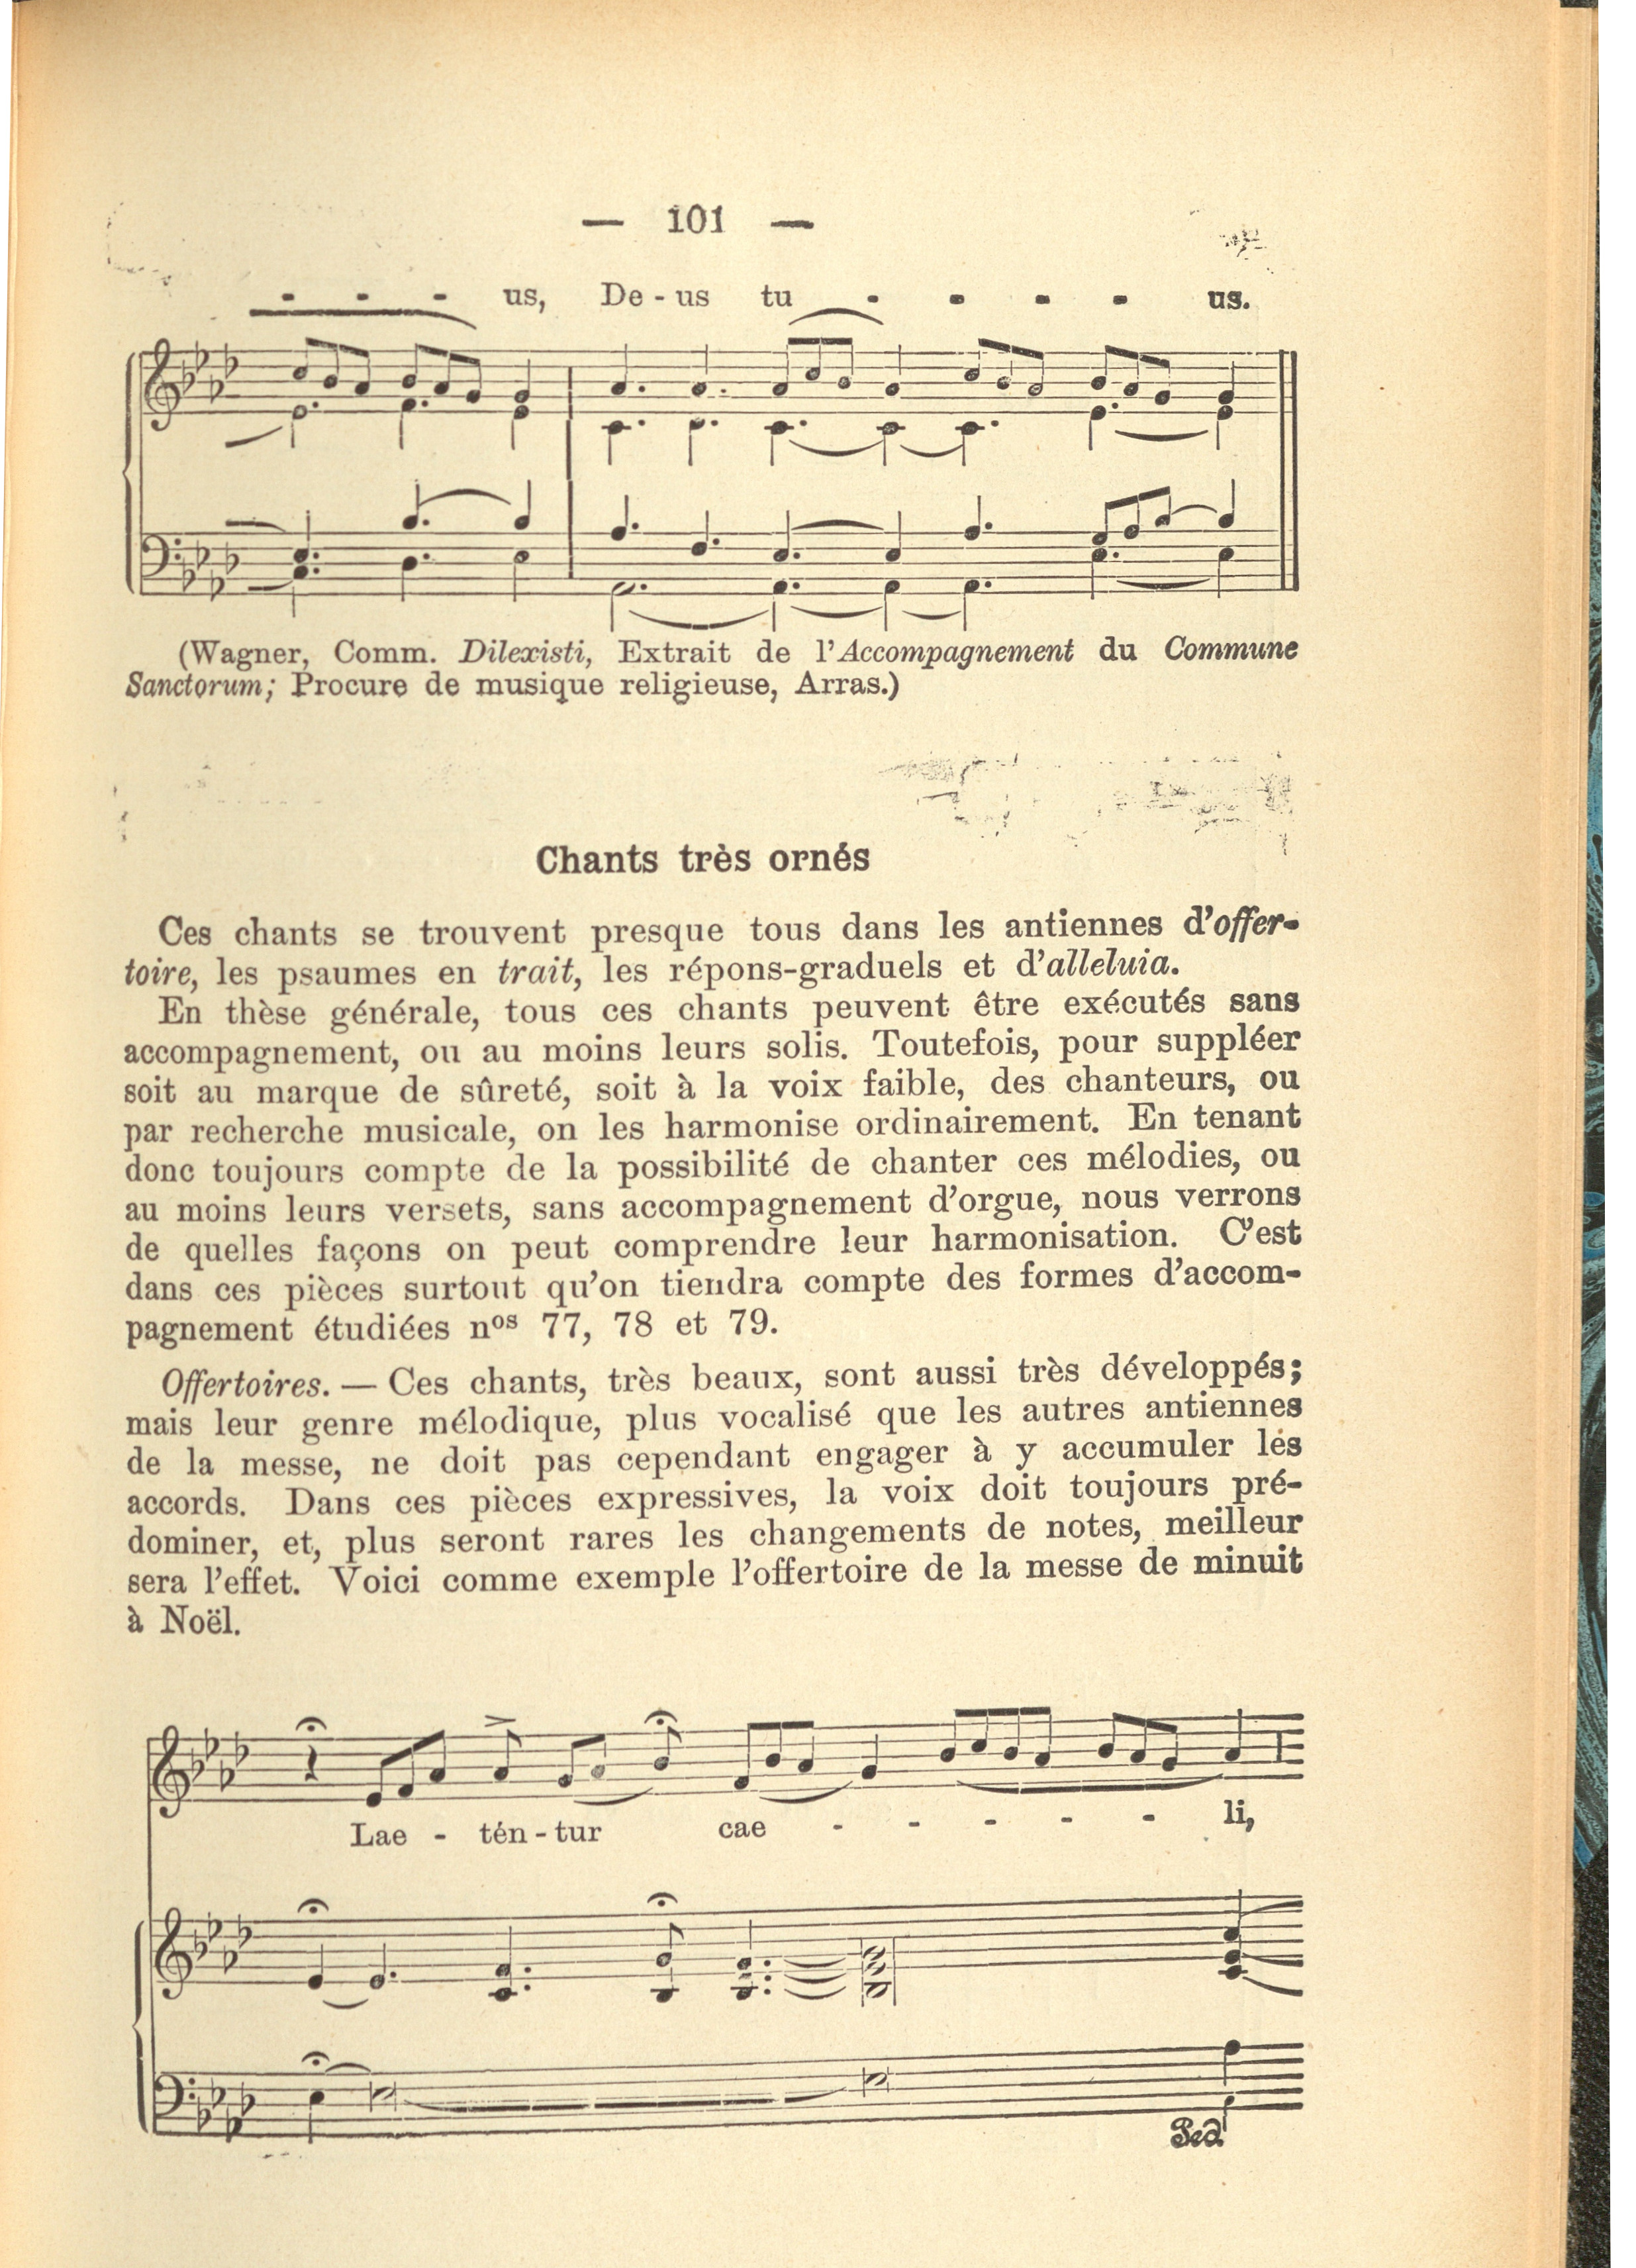 — 101 —
- - - us, De - us tu - - - - us.
(Wagner, Comm. Dilexisti, Extrait de l'Accompagnement du Commune
Sanctorum; Procure de musique religieuse, Arras.)
Chants très ornés
Ces chants se trouvent presque tous dans les antiennes d'offer-
toire, les psaumes en trait, les répons-graduels et d'alleluia.
En thèse générale, tous ces chants peuvent être exécutés sans
accompagnement, ou au moins leurs solis. Toutefois, pour suppléer
soit au marque de sûreté, soit à la voix faible, des chanteurs, ou
par recherche musicale, on les harmonise ordinairement. En tenant
donc toujours compte de la possibilité de chanter ces mélodies, ou
au moins leurs versets, sans accompagnement d'orgue, nous verrons
de quelles façons on peut comprendre leur harmonisation. C'est
dans ces pièces surtout qu'on tiendra compte des formes d'accom-
pagnement étudiées nos 77, 78 et 79.
Offertoires. — Ces chants, très beaux, sont aussi très développés;
mais leur genre mélodique, plus vocalisé que les autres antiennes
de la messe, ne doit pas cependant engager à y accumuler les
accords. Dans ces pièces expressives, la voix doit toujours pré-
dominer, et, plus seront rares les changements de notes, meilleur
sera l'effet. Voici comme exemple l'offertoire de la messe de minuit
à Noël.
Lae - tén - tur cae - - - - - li,
Ped.